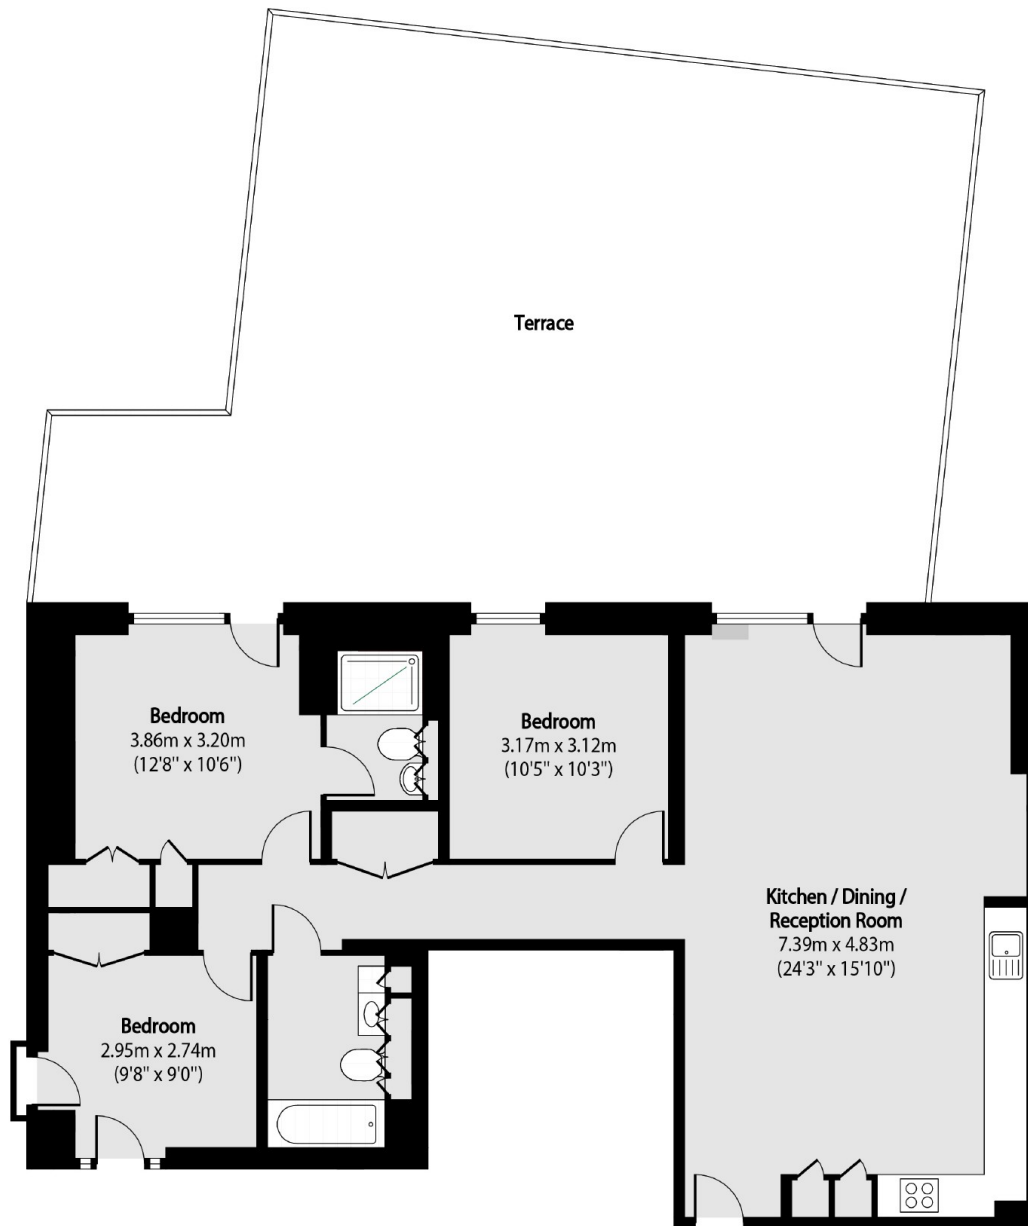 Terrace
Bedroom
3.86m x 3.20m
(12'8" x 10'6")
Bedroom
3.17m x 3.12m
(10'5" x 10'3")
Kitchen / Dining /
Reception Room
7.39m x 4.83m
(24'3" x 15'10")
Bedroom
2.95m x 2.74m
(9'8" x 9'0")